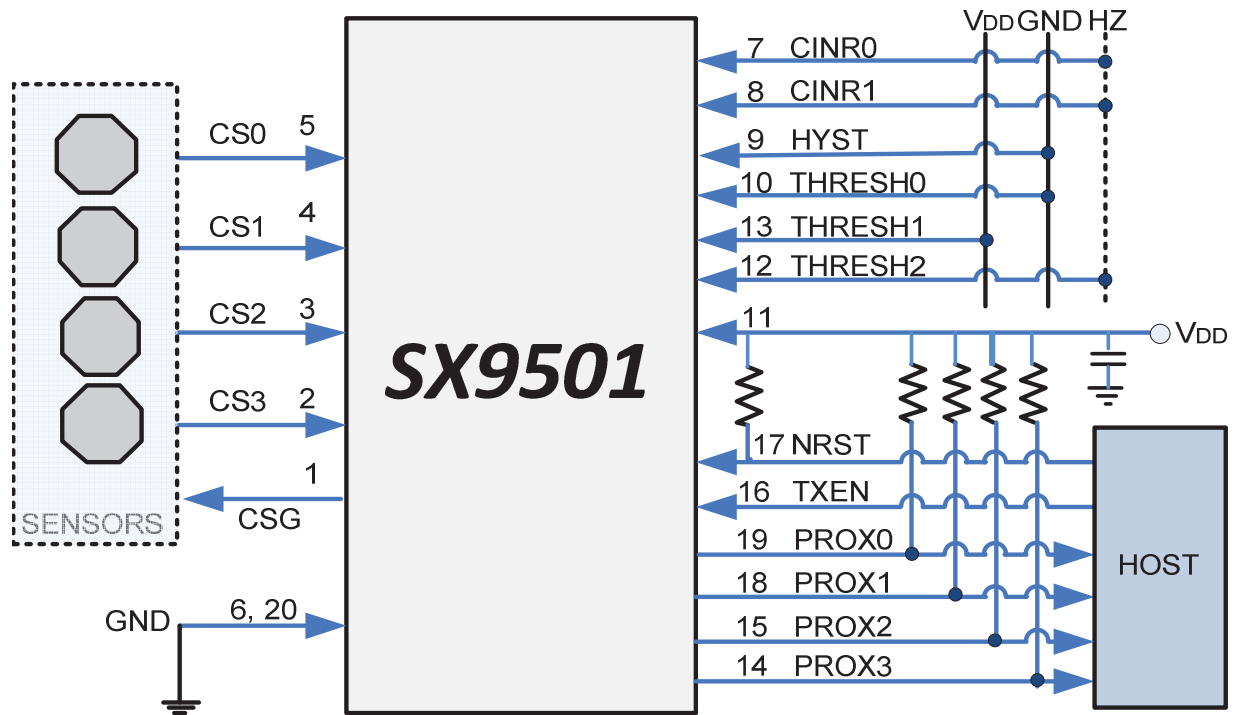 VDD GND HZ
7 CINR0
8 CINR1
9 HYST
10 THRESH0
13 THRESH1
12 THRESH2
11
VDD
CS0 5
CS1 4
CS2 3
CS3 2
1
CSG
SENSORS
SX9501
17 NRST
16 TXEN
19 PROX0
18 PROX1
15 PROX2
14 PROX3
HOST
GND
6, 20